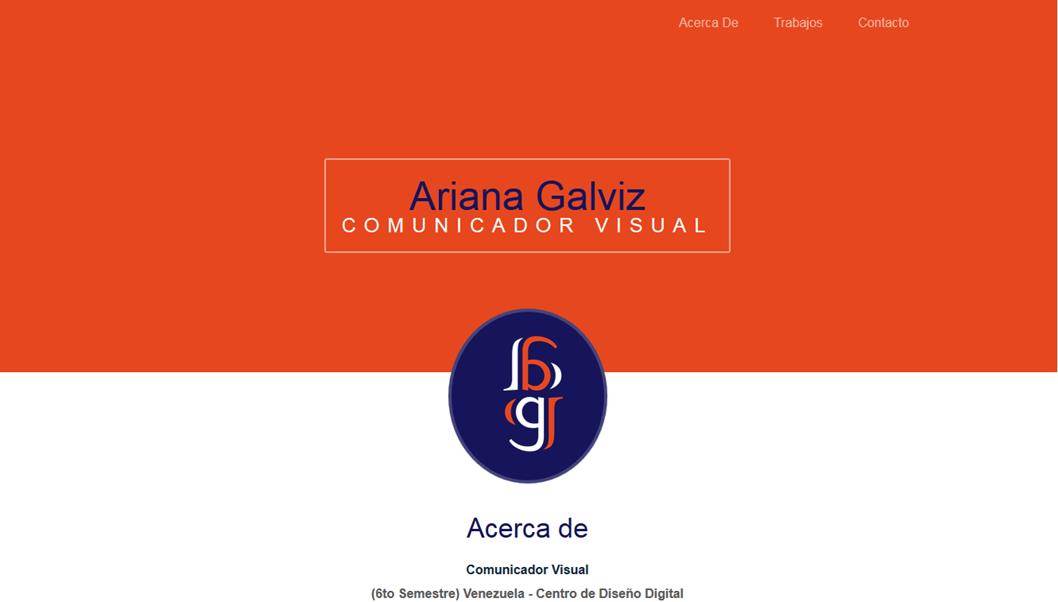 Acerca De Trabajos Contacto
Ariana Galviz
COMUNICADOR VISUAL
Acerca de
Comunicador Visual
(6to Semestre) Venezuela - Centro de Diseño Digital